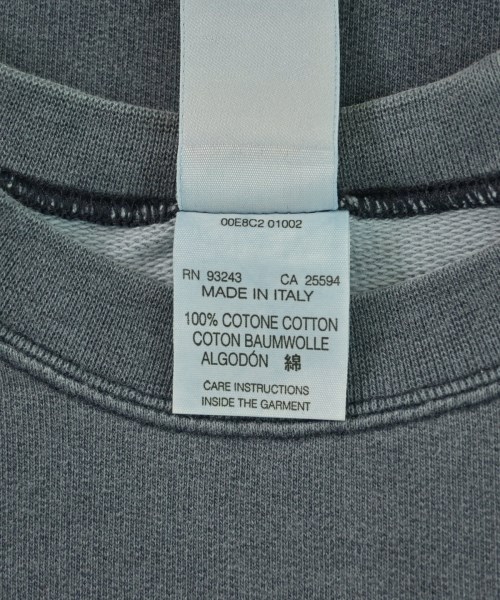 00E8C2 01002
RN 93243 CA 25594
MADE IN ITALY
100% COTONE COTTON
COTON BAUMWOLLE
ALGODÓN 綿
CARE INSTRUCTIONS
INSIDE THE GARMENT